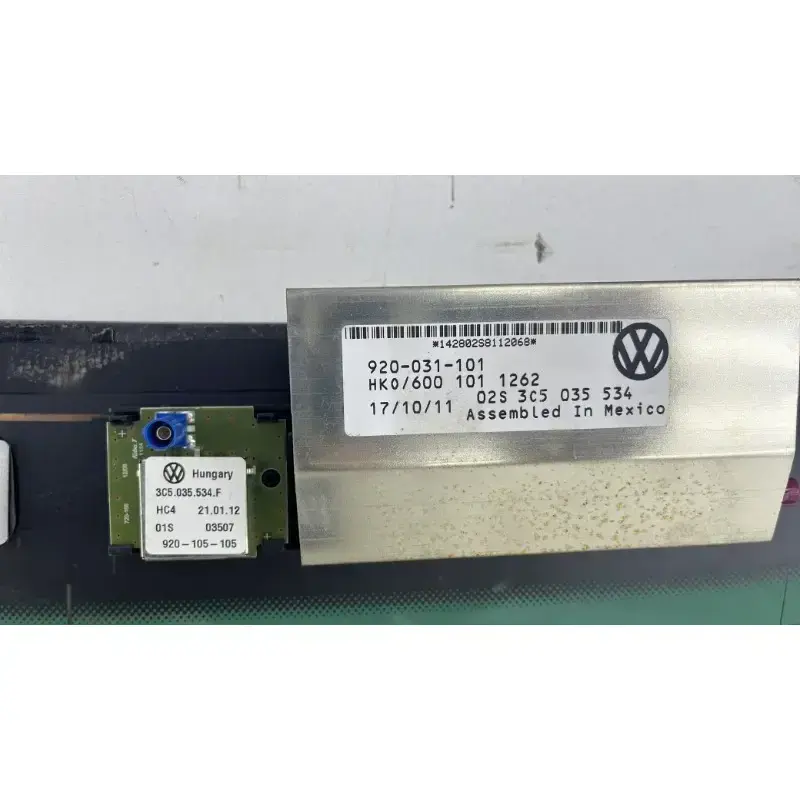 *142802S8112068*
920-031-101
HK0/600 101 1262
02S 3C5 035 534
17/10/11
Assembled In Mexico
Hungary
3C5.035.534.F
HC4 21.01.12
01S 03507
920-105-105